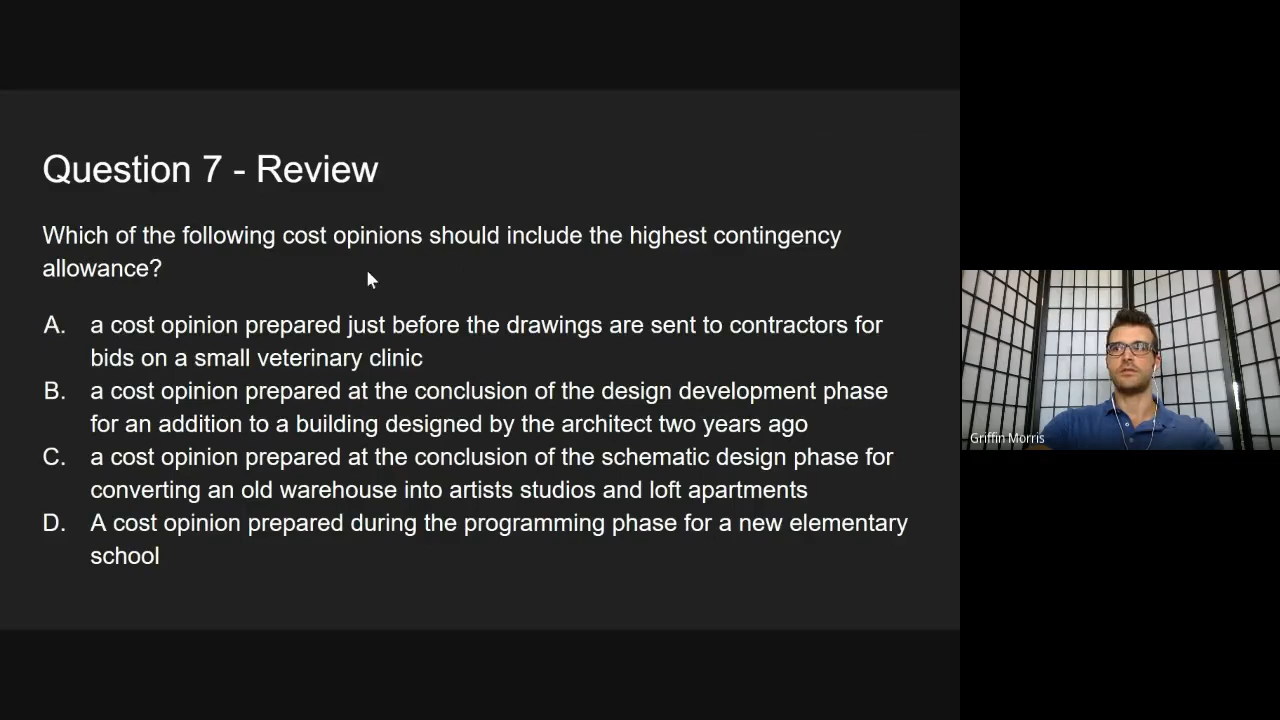 Question 7 - Review
Which of the following cost opinions should include the highest contingency
allowance?
A. a cost opinion prepared just before the drawings are sent to contractors for
bids on a small veterinary clinic
B. a cost opinion prepared at the conclusion of the design development phase
for an addition to a building designed by the architect two years ago
C. a cost opinion prepared at the conclusion of the schematic design phase for
converting an old warehouse into artists studios and loft apartments
D. A cost opinion prepared during the programming phase for a new elementary
school
Griffin Morris